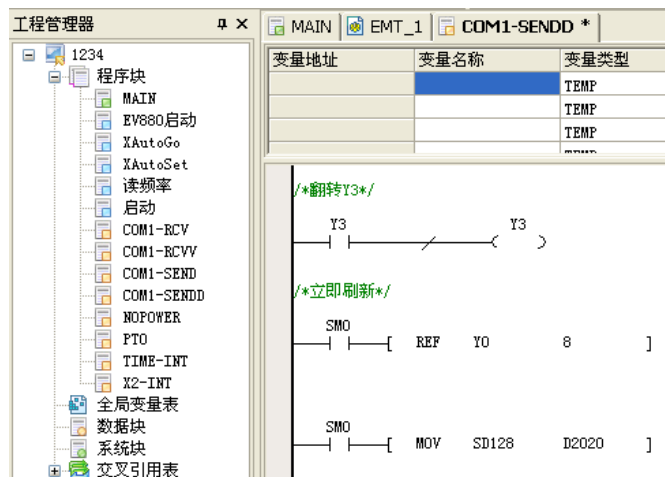 工程管理器
MAIN EMT_1 COM1-SENDD *
1234
程序块
MAIN
EV880启动
XAutoGo
XAutoSet
读频率
启动
COM1-RCV
COM1-RCVV
COM1-SEND
COM1-SENDD
NOPOWER
PTO
TIME-INT
X2-INT
全局变量表
数据块
系统块
交叉引用表
变量地址 变量名称 变量类型
TEMP
TEMP
TEMP
/*翻转Y3*/
Y3 Y3
/*立即刷新*/
SM0
[ REF Y0 8 ]
SM0
[ MOV SD128 D2020 ]